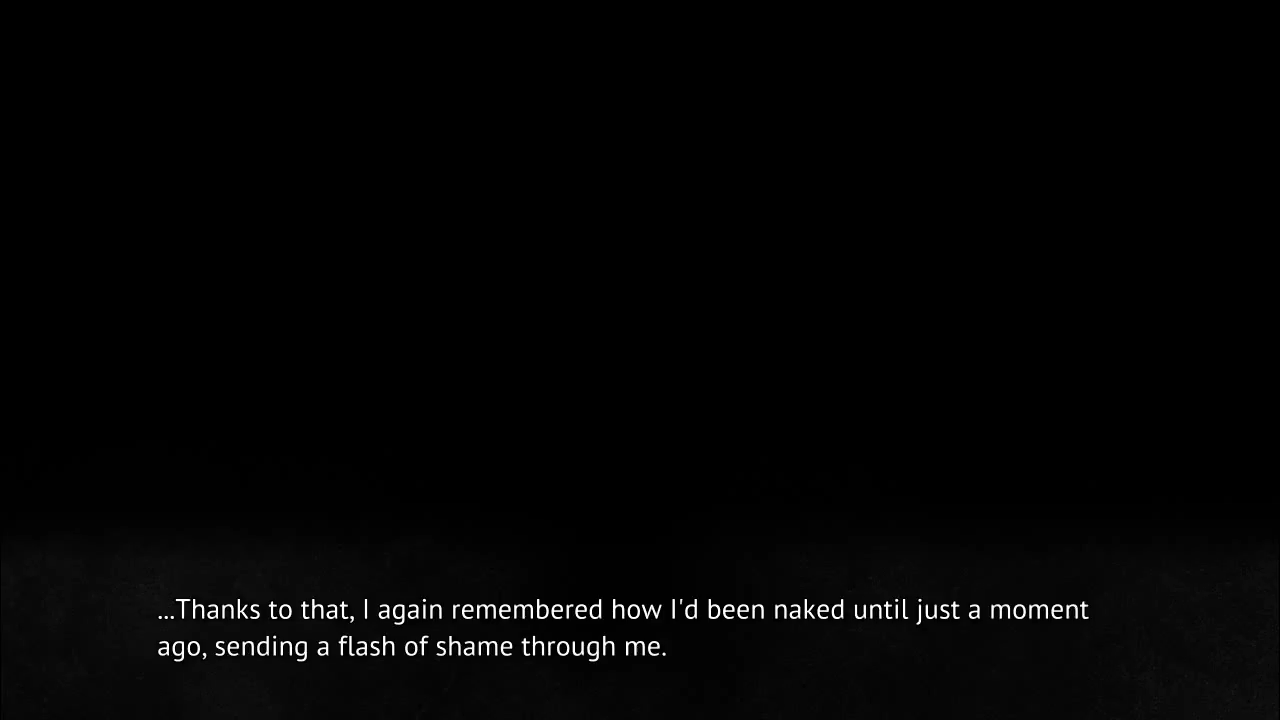 ...Thanks to that, I again remembered how I'd been naked until just a moment
ago, sending a flash of shame through me.